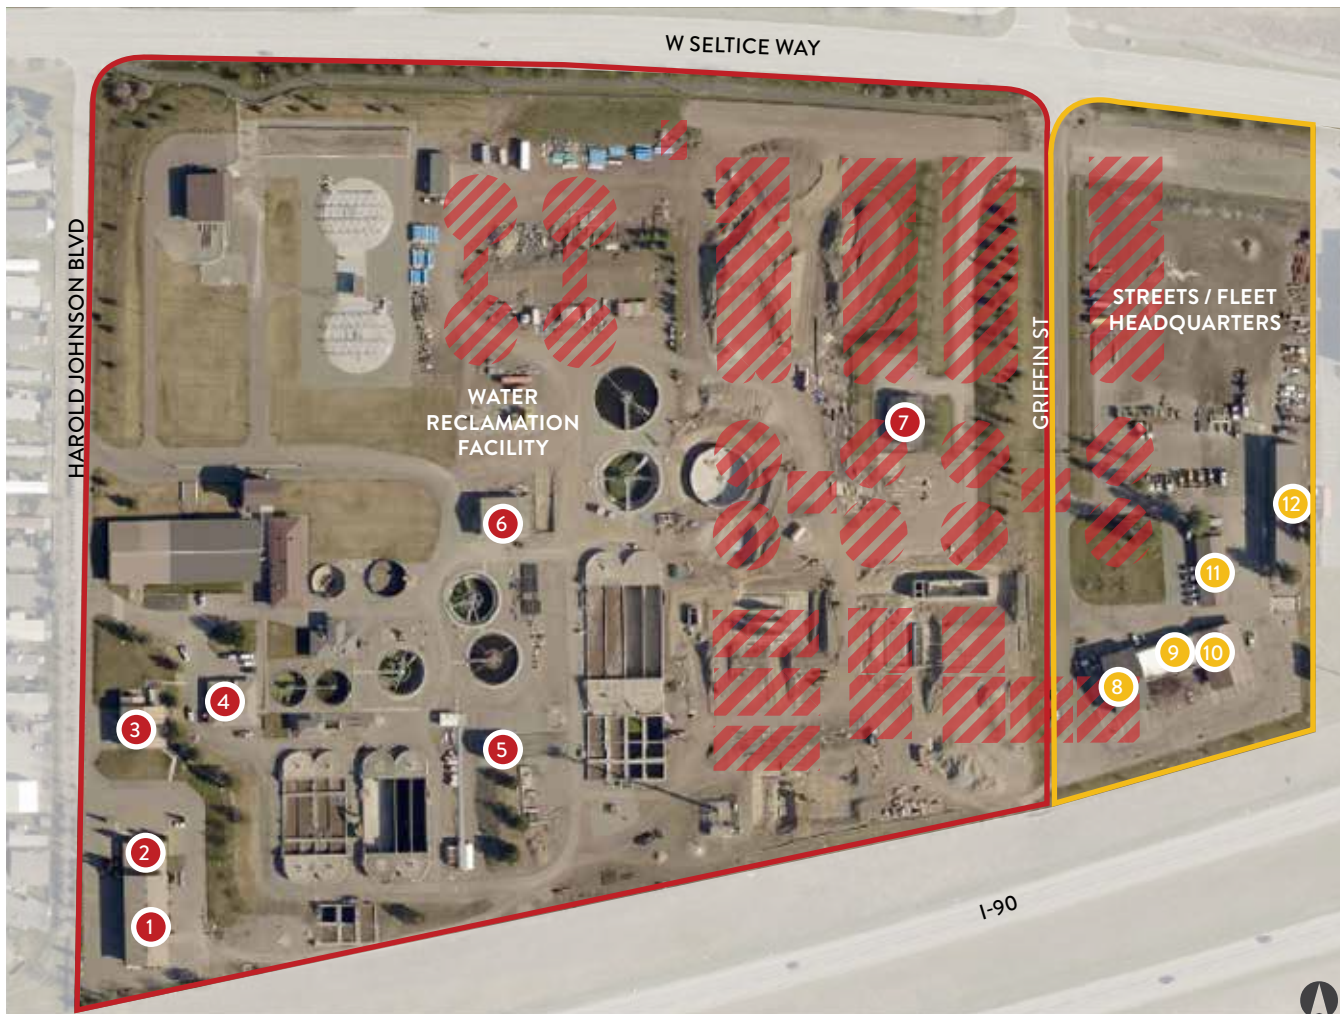 W SELTICE WAY
HAROLD JOHNSON BLVD
WATER
RECLAMATION
FACILITY
GRIFFIN ST
STREETS / FLEET
HEADQUARTERS
7
6
12
11
9
10
8
4
3
5
2
1
I-90